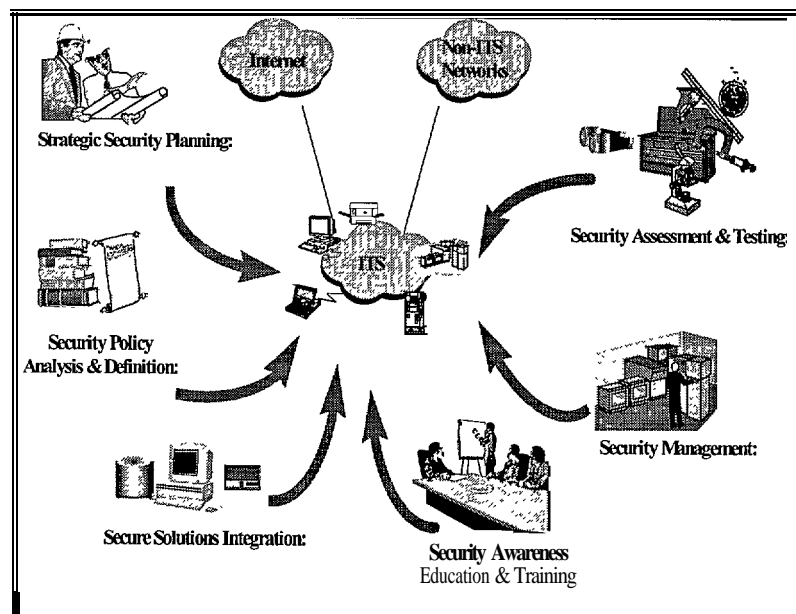 Internet
Non-ITS
Networks
Strategic Security Planning:
ITS
Security Assessment & Testing:
Security Policy
Analysis & Definition:
Security Management:
Secure Solutions Integration:
Security Awareness
Education & Training